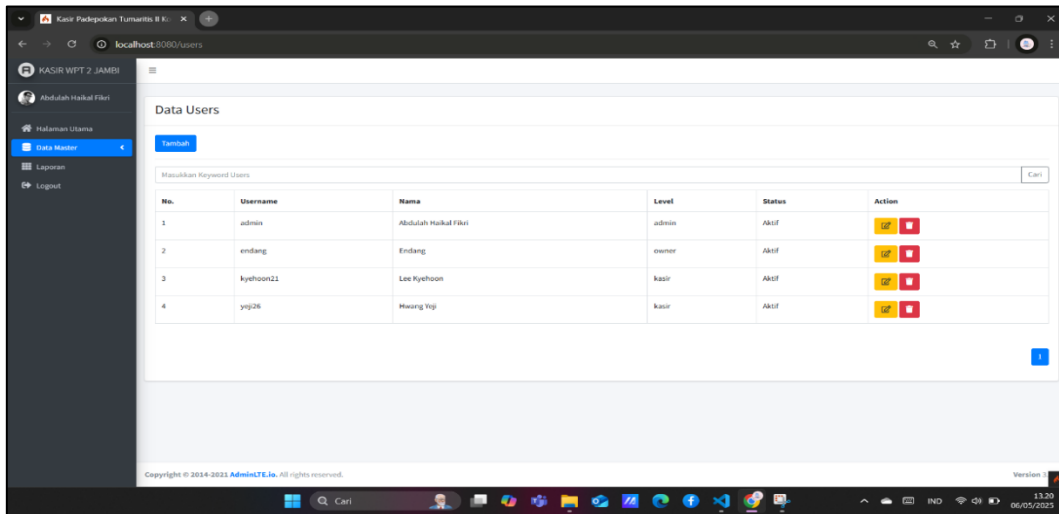 Kasir Padepokan Tumaritis II Ko
localhost:8080/users
KASIR WPT 2 JAMBI
Abdulah Haikal Fikri
Halaman Utama
Data Master
Laporan
Logout
Data Users
Tambah
Masukkan Keyword Users
Cari
No. Username Nama Level Status Action
1 admin Abdulah Haikal Fikri admin Aktif
2 endang Endang owner Aktif
3 kyehoon21 Lee Kyehoon kasir Aktif
4 yeji26 Hwang Yeji kasir Aktif
1
Copyright © 2014-2021 AdminLTE.io. All rights reserved.
Version 3
Cari
IND
13.20
06/05/2025